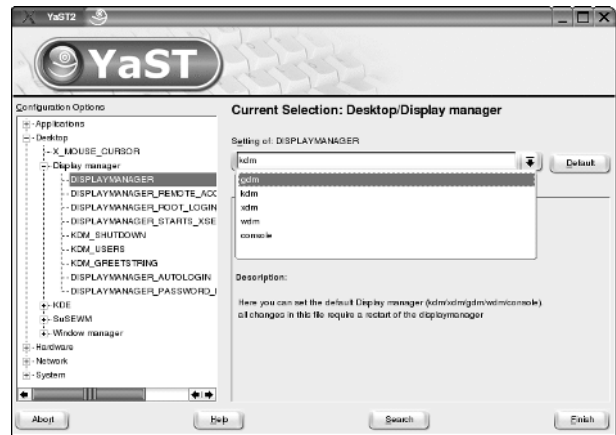 YaST2
YaST
Configuration Options
Applications
Desktop
X_MOUSE_CURSOR
Display manager
DISPLAYMANAGER
DISPLAYMANAGER_REMOTE_ACC
DISPLAYMANAGER_ROOT_LOGIN
DISPLAYMANAGER_STARTS_XSE
KDM_SHUTDOWN
KDM_USERS
KDM_GREETSTRING
DISPLAYMANAGER_AUTOLOGIN
DISPLAYMANAGER_PASSWORD_
KDE
SuSEWM
Window manager
Hardware
Network
System
Current Selection: Desktop/Display manager
Setting of: DISPLAYMANAGER
kdm
Default
gdm
kdm
xdm
wdm
console
Description:
Here you can set the default Display manager (kdm/xdm/gdm/wdm/console).
all changes in this file require a restart of the displaymanager
Abort
Help
Search
Finish